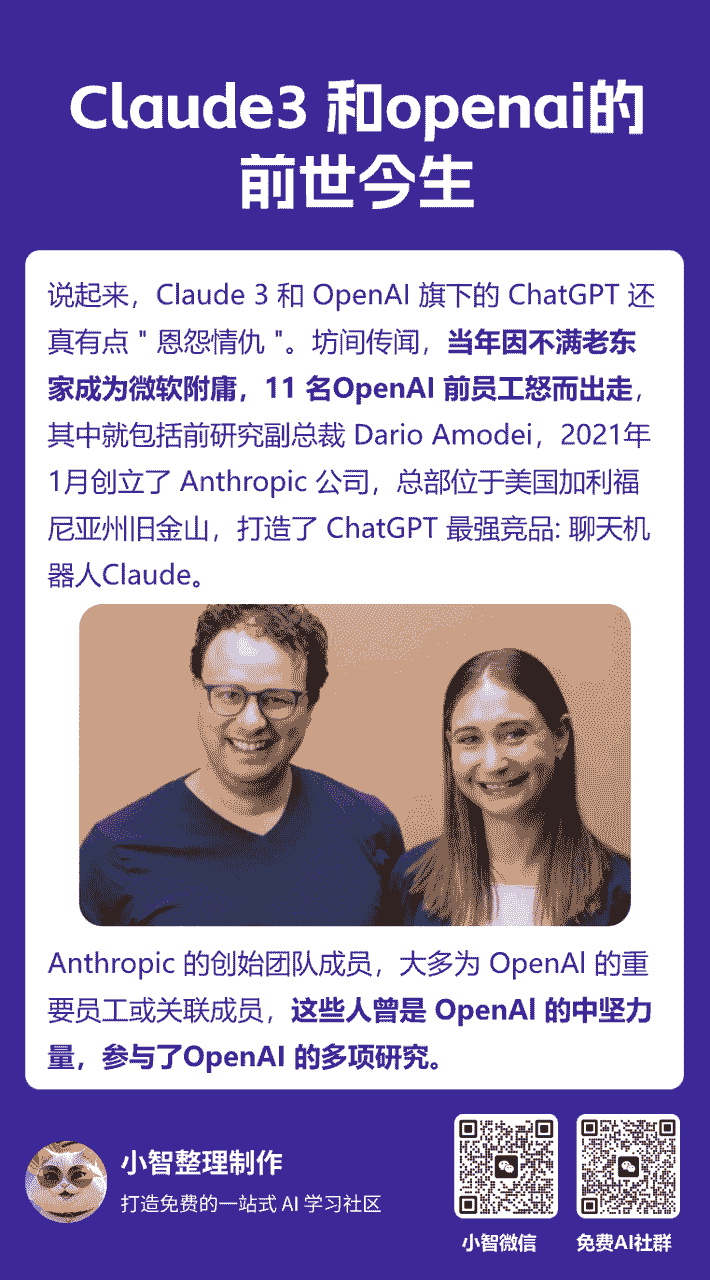 Claude3 和openai的
前世今生
说起来，Claude 3 和 OpenAI 旗下的 ChatGPT 还
真有点 " 恩怨情仇 "。坊间传闻，当年因不满老东
家成为微软附庸，11 名OpenAI 前员工怒而出走，
其中就包括前研究副总裁 Dario Amodei，2021年
1月创立了 Anthropic 公司，总部位于美国加利福
尼亚州旧金山，打造了 ChatGPT 最强竞品: 聊天机
器人Claude。
Anthropic 的创始团队成员，大多为 OpenAl 的重
要员工或关联成员，这些人曾是 OpenAl 的中坚力
量，参与了OpenAI 的多项研究。
小智整理制作
打造免费的一站式 AI 学习社区
小智微信
免费AI社群